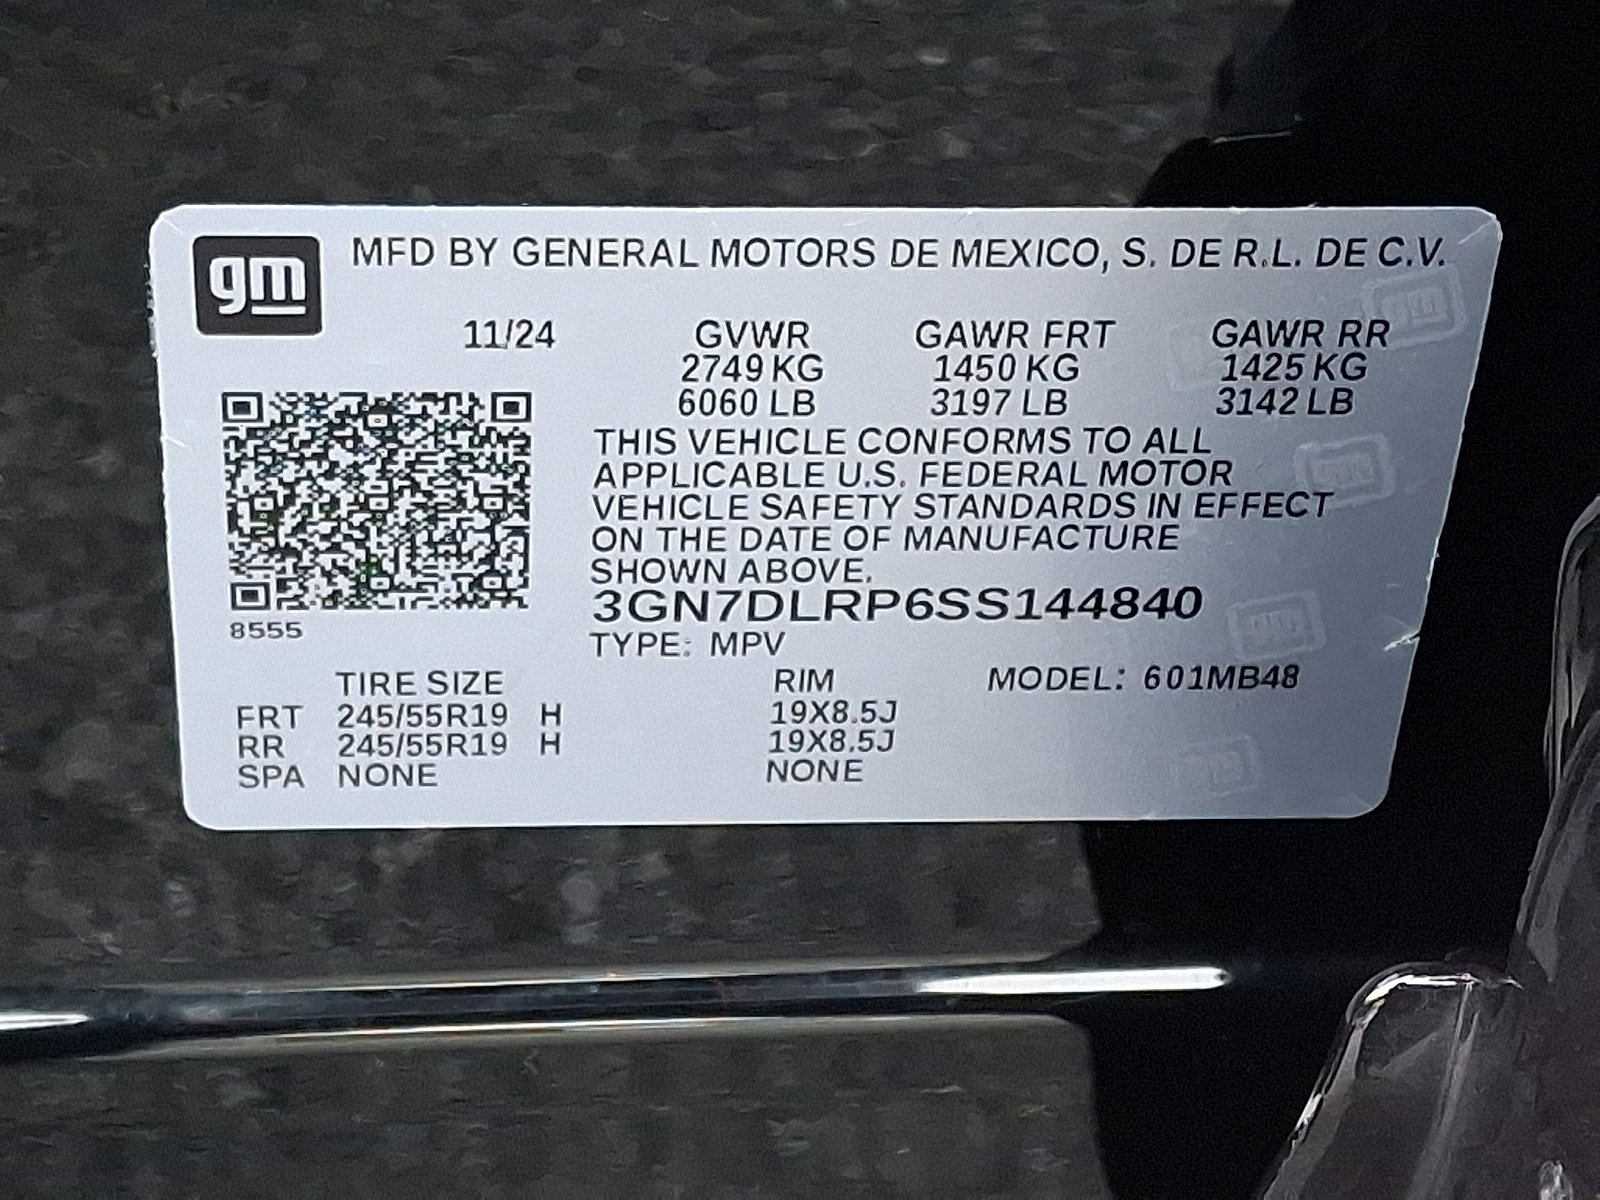 gm
MFD BY GENERAL MOTORS DE MEXICO, S. DE R.L. DE C.V.
11/24 GVWR GAWR FRT GAWR RR
2749 KG 1450 KG 1425 KG
6060 LB 3197 LB 3142 LB
THIS VEHICLE CONFORMS TO ALL
APPLICABLE U.S. FEDERAL MOTOR
VEHICLE SAFETY STANDARDS IN EFFECT
ON THE DATE OF MANUFACTURE
SHOWN ABOVE.
3GN7DLRP6SS144840
8555
TYPE: MPV
TIRE SIZE RIM MODEL: 601MB48
FRT 245/55R19 H 19X8.5J
RR 245/55R19 H 19X8.5J
SPA NONE NONE